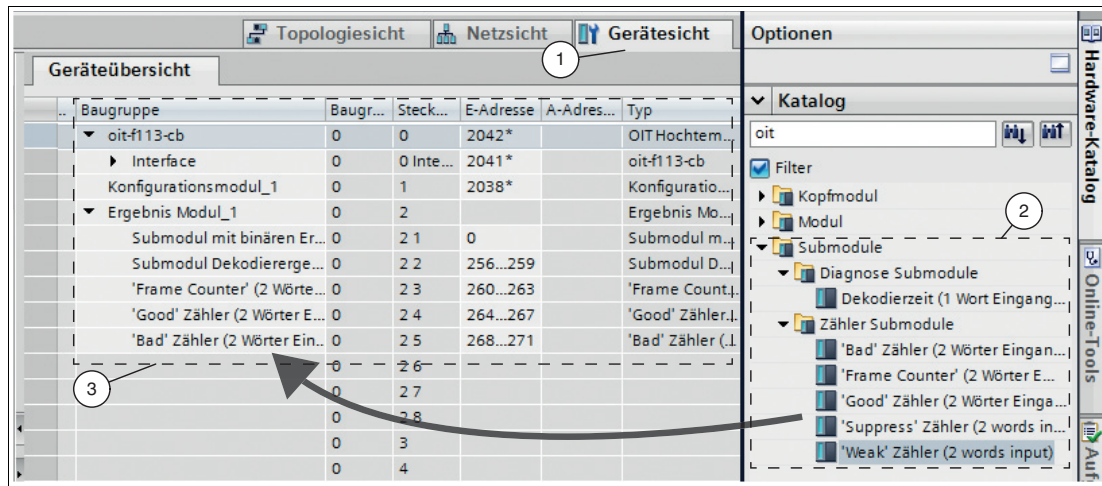 Topologiesicht Netzsicht Gerätesicht Optionen
1
Geräteübersicht
.. Baugruppe Baugr... Steck... E-Adresse A-Adres... Typ
oit-f113-cb 0 0 2042* OIT Hochtem...
Interface 0 0 Inte... 2041* oit-f113-cb
Konfigurationsmodul_1 0 1 2038* Konfiguratio...
Ergebnis Modul_1 0 2 Ergebnis Mo...
Submodul mit binären Er... 0 2 1 0 Submodul m...
Submodul Dekodiererge... 0 2 2 256...259 Submodul D...
'Frame Counter' (2 Wörte... 0 2 3 260...263 'Frame Count...
'Good' Zähler (2 Wörter E... 0 2 4 264...267 'Good' Zähler...
'Bad' Zähler (2 Wörter Ein... 0 2 5 268...271 'Bad' Zähler (...
0 2 6
0 2 7
0 2 8
0 3
0 4
3
Katalog
oit
Filter
Kopfmodul
Modul
2
Submodule
Diagnose Submodule
Dekodierzeit (1 Wort Eingang...
Zähler Submodule
'Bad' Zähler (2 Wörter Eingan...
'Frame Counter' (2 Wörter E...
'Good' Zähler (2 Wörter Einga...
'Suppress' Zähler (2 words in...
'Weak' Zähler (2 words input)
Hardware-Katalog
Online-Tools
Auf